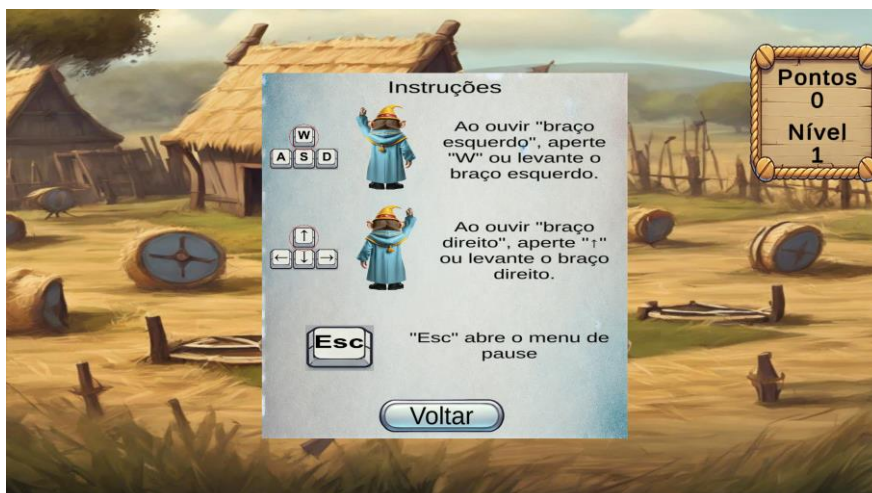 Instruções
Pontos
0
Nível
1
W
A S D
Ao ouvir "braço
esquerdo", aperte
"W" ou levante o
braço esquerdo.
↑
← ↓ →
Ao ouvir "braço
direito", aperte "↑"
ou levante o braço
direito.
Esc
"Esc" abre o menu de
pause
Voltar